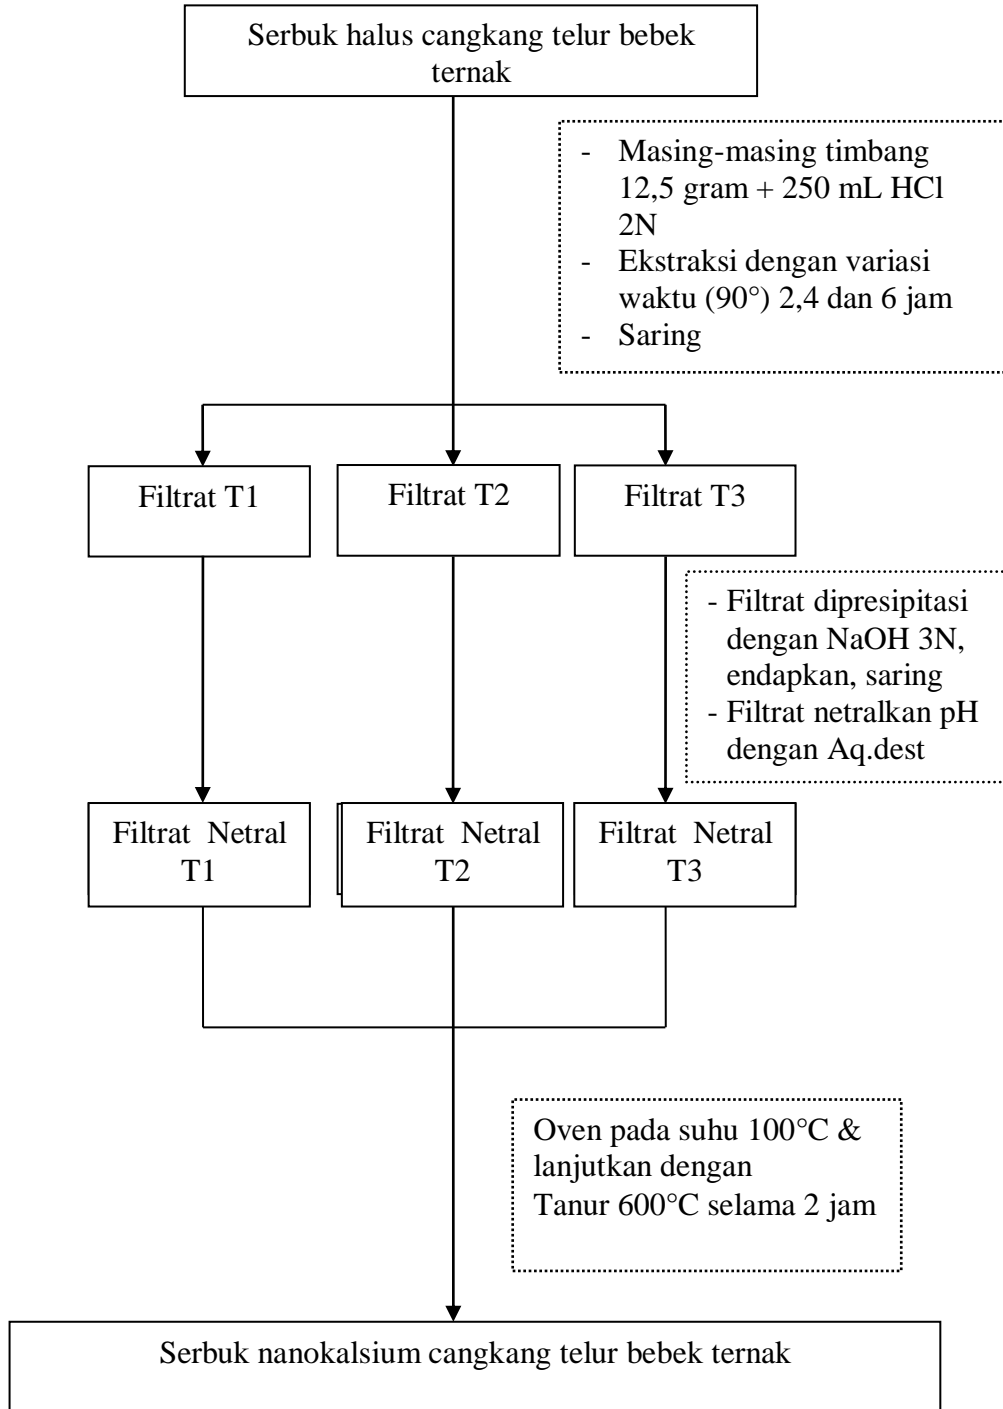 Serbuk halus cangkang telur bebek
ternak
- Masing-masing timbang
12,5 gram + 250 mL HCl
2N
- Ekstraksi dengan variasi
waktu (90°) 2,4 dan 6 jam
- Saring
Filtrat T1
Filtrat T2
Filtrat T3
- Filtrat dipresipitasi
dengan NaOH 3N,
endapkan, saring
- Filtrat netralkan pH
dengan Aq.dest
Filtrat Netral
T1
Filtrat Netral
T2
Filtrat Netral
T3
Oven pada suhu 100°C &
lanjutkan dengan
Tanur 600°C selama 2 jam
Serbuk nanokalsium cangkang telur bebek ternak